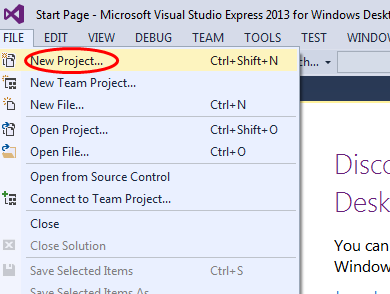 Start Page - Microsoft Visual Studio Express 2013 for Windows Deskt
FILE EDIT VIEW DEBUG TEAM TOOLS TEST WINDOW
New Project... Ctrl+Shift+N ch...
New Team Project...
New File... Ctrl+N
Open Project... Ctrl+Shift+O
Open File... Ctrl+O
Disco
Open from Source Control
Connect to Team Project...
Desk
Close
Close Solution
You can
Window
Save Selected Items Ctrl+S
Save Selected Items As